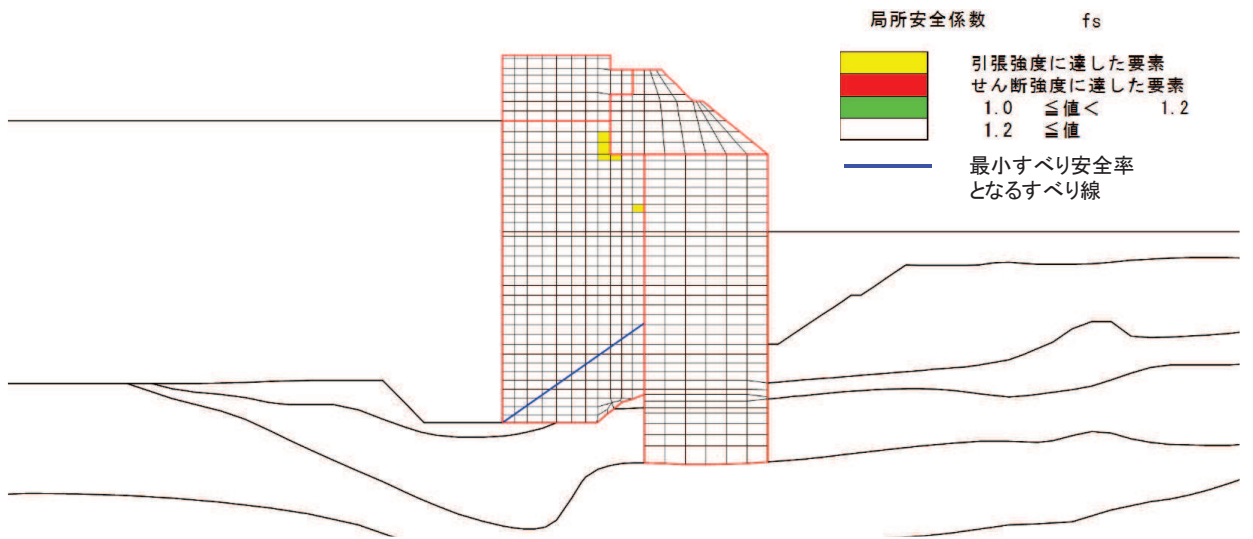 局所安全係数 fs
引張強度に達した要素
せん断強度に達した要素
1.0 ≦値＜ 1.2
1.2 ≦値
最小すべり安全率
となるすべり線